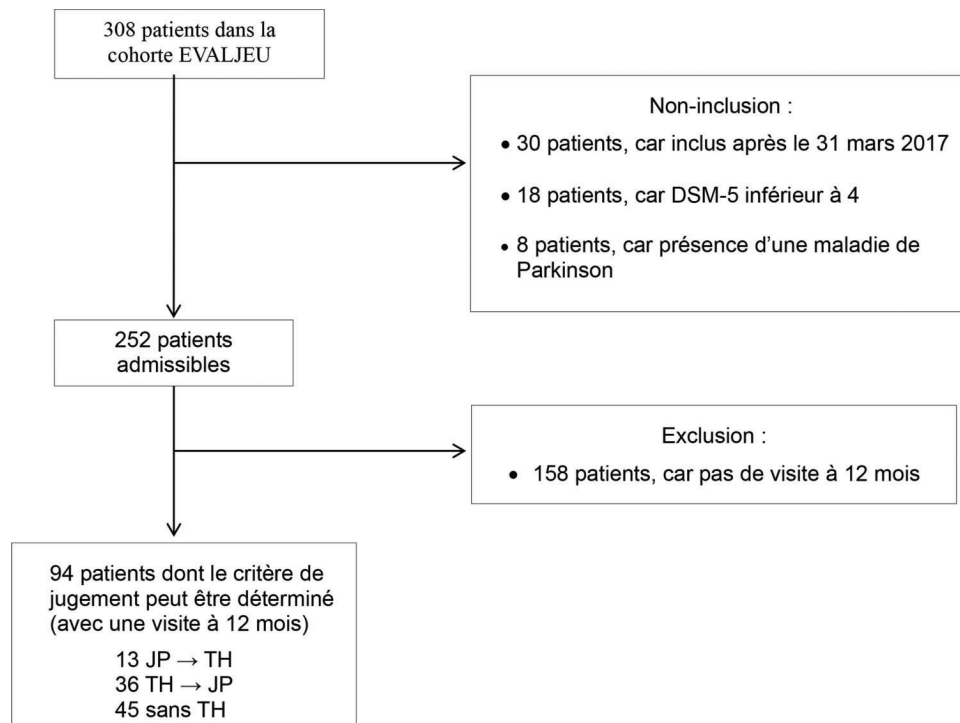 308 patients dans la
cohorte EVALJEU
Non-inclusion :
• 30 patients, car inclus après le 31 mars 2017
• 18 patients, car DSM-5 inférieur à 4
• 8 patients, car présence d’une maladie de
Parkinson
252 patients
admissibles
Exclusion :
• 158 patients, car pas de visite à 12 mois
94 patients dont le critère de
jugement peut être déterminé
(avec une visite à 12 mois)
13 JP → TH
36 TH → JP
45 sans TH